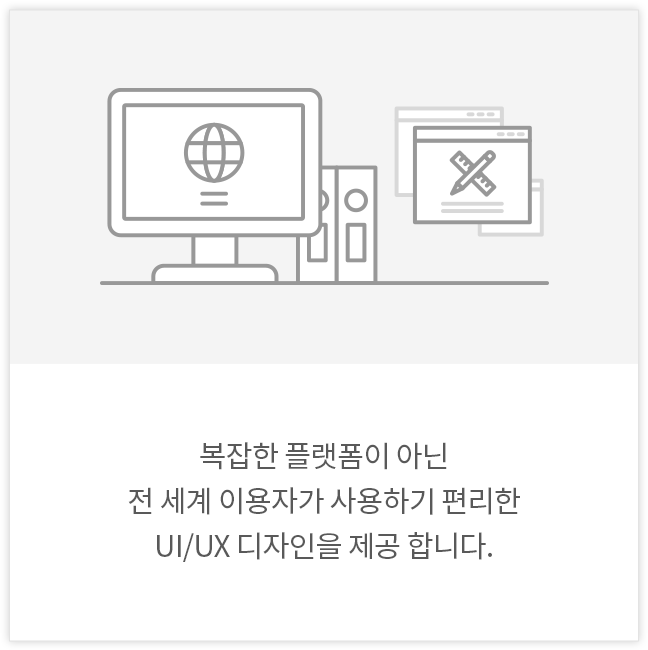 복잡한 플랫폼이 아닌
전 세계 이용자가 사용하기 편리한
UI/UX 디자인을 제공 합니다.